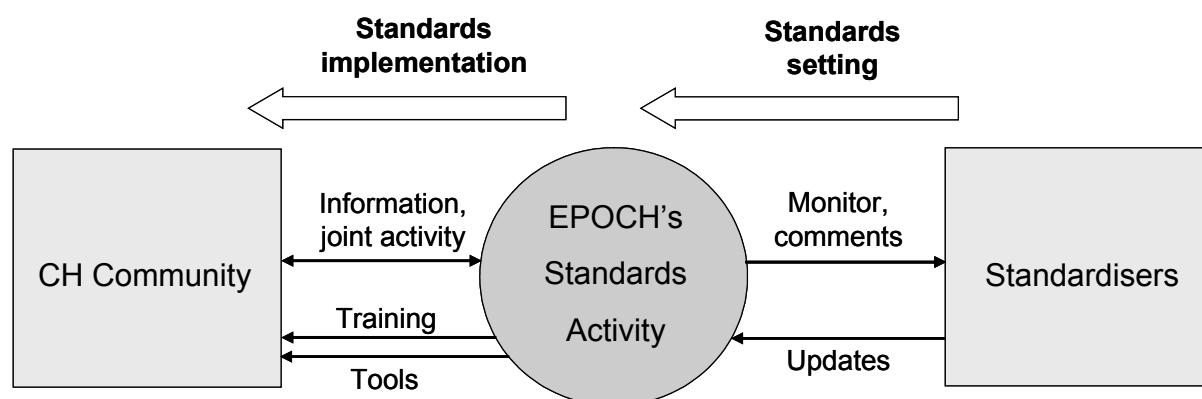 Standards
implementation
Standards
setting
CH Community
Information,
joint activity
Training
Tools
EPOCH’s
Standards
Activity
Monitor,
comments
Updates
Standardisers